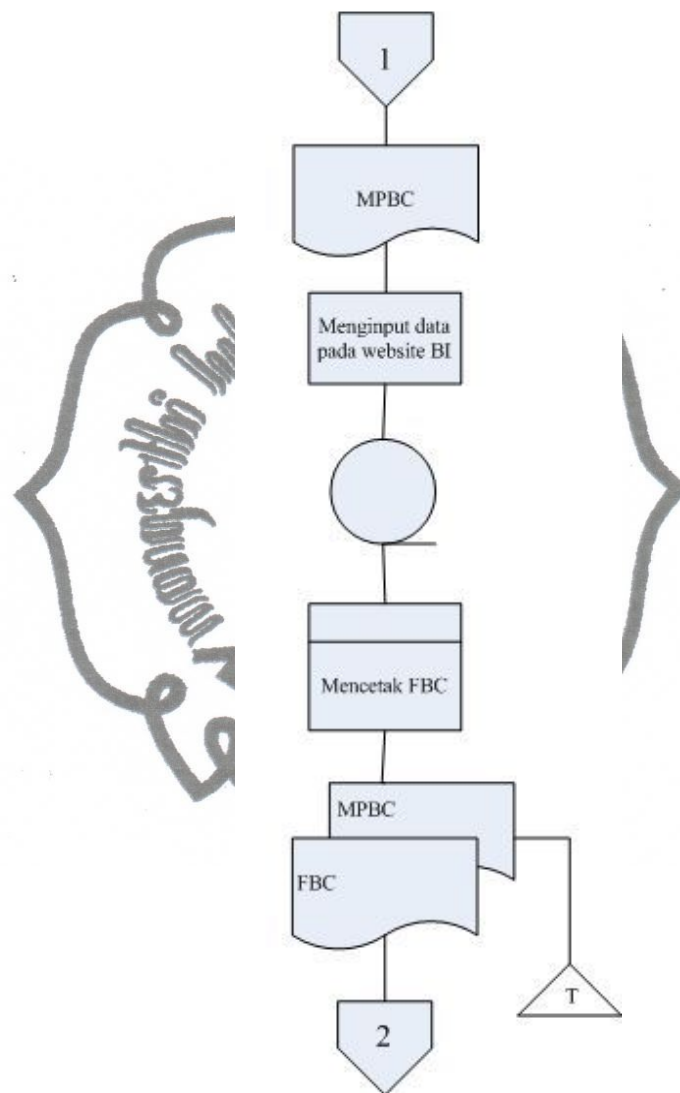 1
MPBC
Menginput data
pada website BI
Mencetak FBC
MPBC
FBC
T
2